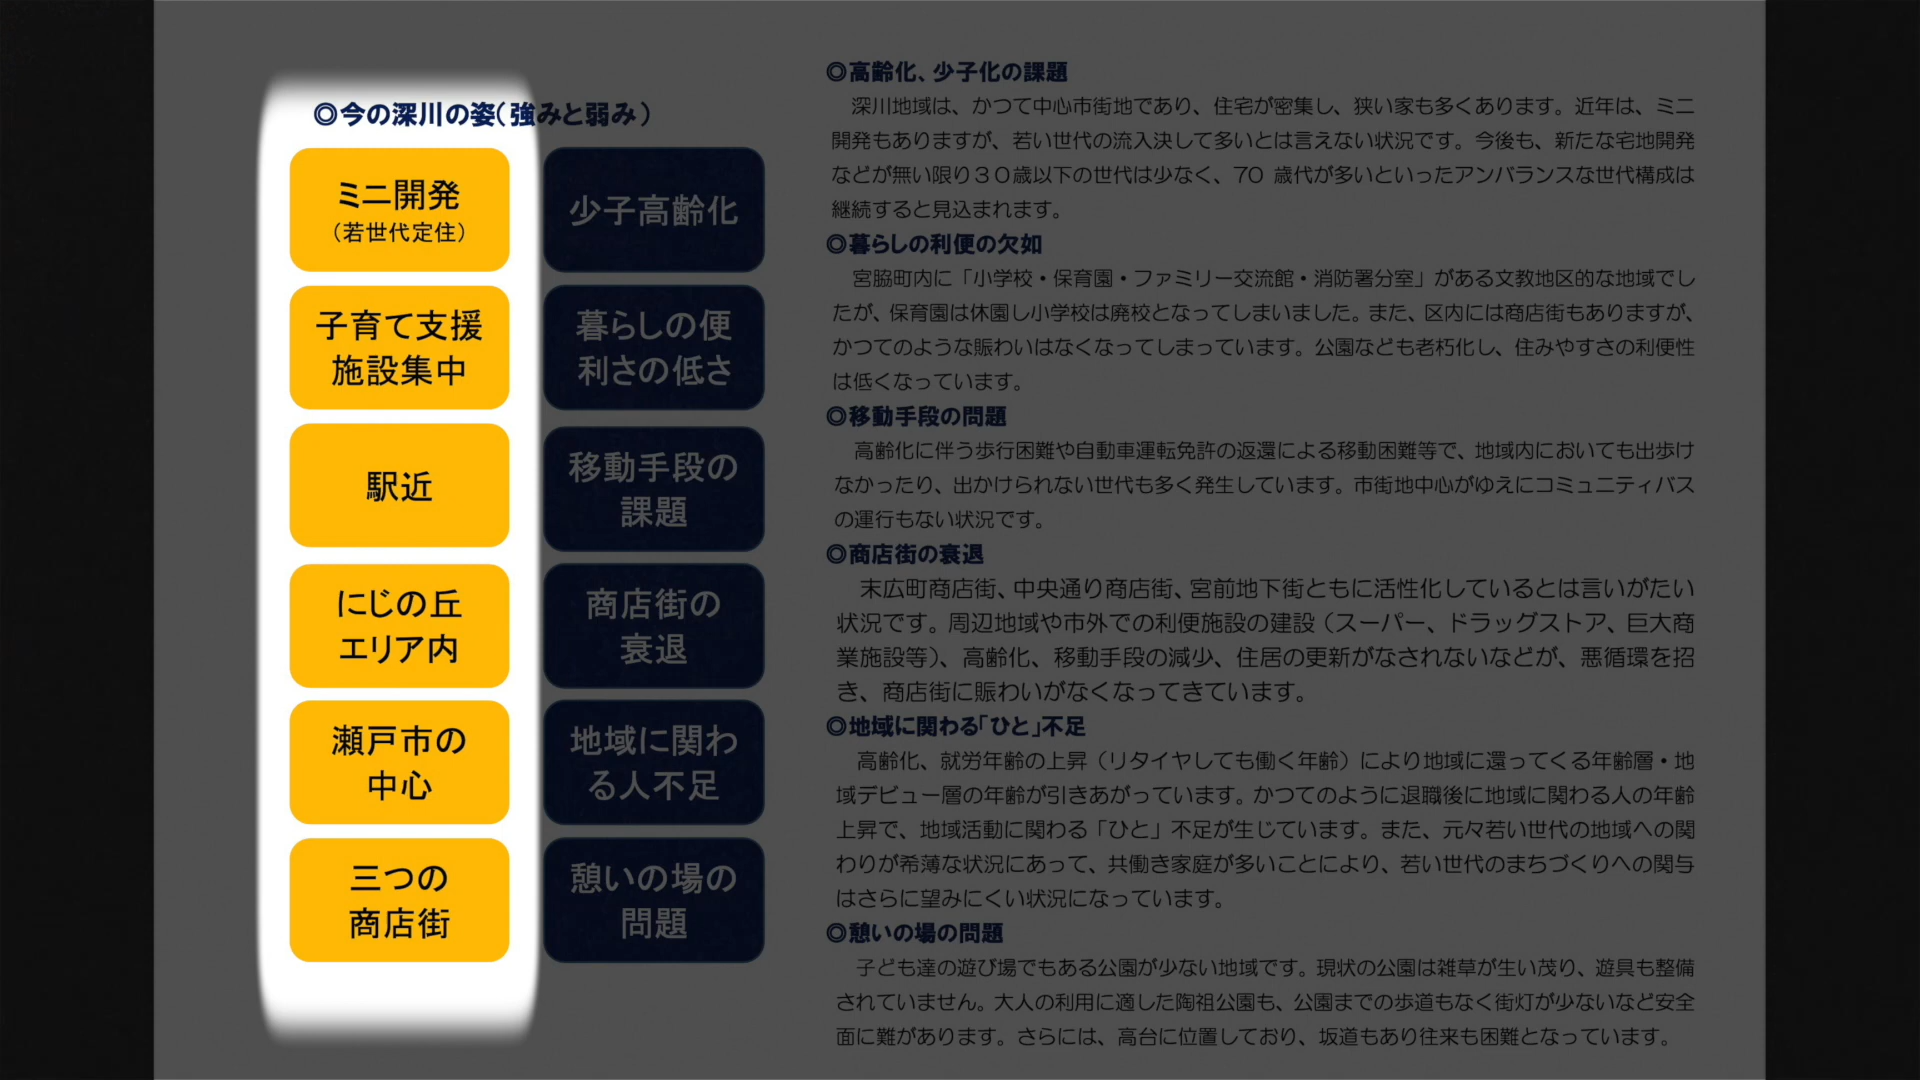 ◎今の深川の姿（強みと弱み）
ミニ開発
（若世代定住）
子育て支援
施設集中
駅近
にじの丘
エリア内
瀬戸市の
中心
三つの
商店街
少子高齢化
暮らしの便
利さの低さ
移動手段の
課題
商店街の
衰退
地域に関わ
る人不足
憩いの場の
問題
◎高齢化、少子化の課題
深川地域は、かつて中心市街地であり、住宅が密集し、狭い家も多くあります。近年は、ミニ
開発もありますが、若い世代の流入決して多いとは言えない状況です。今後も、新たな宅地開発
などが無い限り３０歳以下の世代は少なく、70 歳代が多いといったアンバランスな世代構成は
継続すると見込まれます。
◎暮らしの利便の欠如
宮脇町内に「小学校・保育園・ファミリー交流館・消防署分室」がある文教地区的な地域でし
たが、保育園は休園し小学校は廃校となってしまいました。また、区内には商店街もありますが、
かつてのような賑わいはなくなってしまっています。公園なども老朽化し、住みやすさの利便性
は低くなっています。
◎移動手段の問題
高齢化に伴う歩行困難や自動車運転免許の返還による移動困難等で、地域内においても出歩け
なかったり、出かけられない世代も多く発生しています。市街地中心がゆえにコミュニティバス
の運行もない状況です。
◎商店街の衰退
末広町商店街、中央通り商店街、宮前地下街ともに活性化しているとは言いがたい
状況です。周辺地域や市外での利便施設の建設（スーパー、ドラッグストア、巨大商
業施設等）、高齢化、移動手段の減少、住居の更新がなされないなどが、悪循環を招
き、商店街に賑わいがなくなってきています。
◎地域に関わる「ひと」不足
高齢化、就労年齢の上昇（リタイヤしても働く年齢）により地域に還ってくる年齢層・地
域デビュー層の年齢が引きあがっています。かつてのように退職後に地域に関わる人の年齢
上昇で、地域活動に関わる「ひと」不足が生じています。また、元々若い世代の地域への関
わりが希薄な状況にあって、共働き家庭が多いことにより、若い世代のまちづくりへの関与
はさらに望みにくい状況になっています。
◎憩いの場の問題
子ども達の遊び場でもある公園が少ない地域です。現状の公園は雑草が生い茂り、遊具も整備
されていません。大人の利用に適した陶祖公園も、公園までの歩道もなく街灯が少ないなど安全
面に難があります。さらには、高台に位置しており、坂道もあり往来も困難となっています。